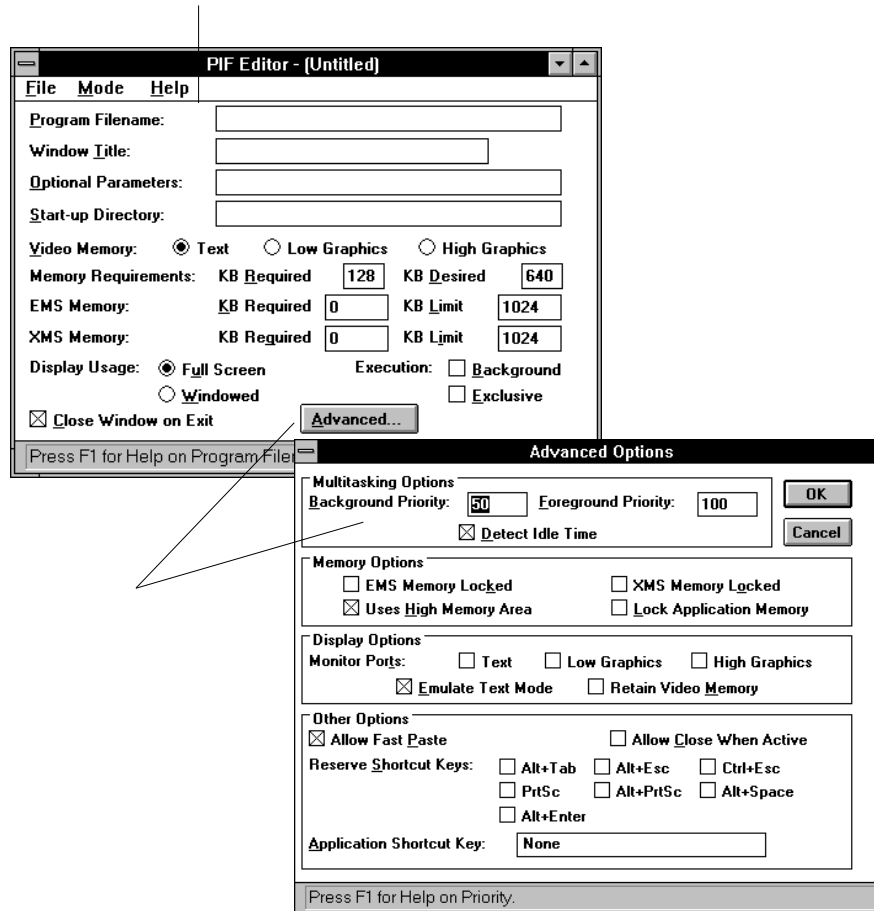 PIF Editor - (Untitled)
File Mode Help
Program Filename:
Window Title:
Optional Parameters:
Start-up Directory:
Video Memory: Text Low Graphics High Graphics
Memory Requirements: KB Required 128 KB Desired 640
EMS Memory: KB Required 0 KB Limit 1024
XMS Memory: KB Required 0 KB Limit 1024
Display Usage: Full Screen Execution: Background
Windowed Exclusive
Close Window on Exit Advanced...
Press F1 for Help on Program
Advanced Options
Multitasking Options
Background Priority: 50 Foreground Priority: 100 OK
Detect Idle Time Cancel
Memory Options
EMS Memory Locked XMS Memory Locked
Uses High Memory Area Lock Application Memory
Display Options
Monitor Ports: Text Low Graphics High Graphics
Emulate Text Mode Retain Video Memory
Other Options
Allow Fast Paste Allow Close When Active
Reserve Shortcut Keys: Alt+Tab Alt+Esc Ctrl+Esc
PrtSc Alt+PrtSc Alt+Space
Alt+Enter
Application Shortcut Key: None
Press F1 for Help on Priority.